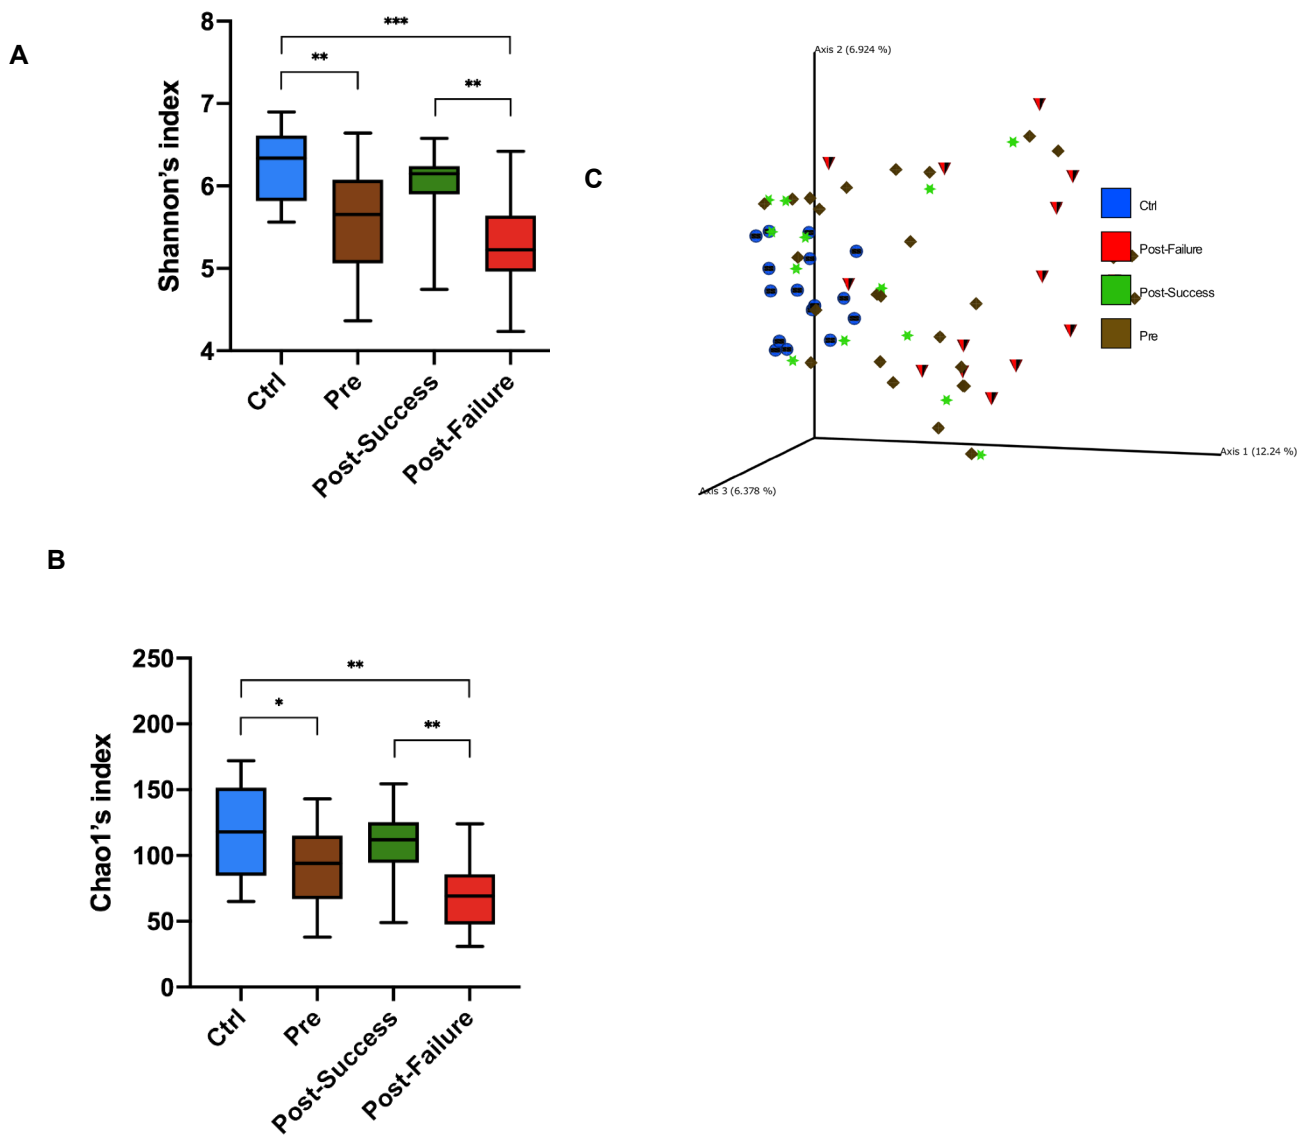 A
Shannon's index
8
7
6
5
4
***
**
**
Ctrl
Pre
Post-Success
Post-Failure
C
Axis 2 (6.924 %)
Axis 1 (12.24 %)
Axis 3 (6.378 %)
Ctrl
Post-Failure
Post-Success
Pre
B
Chao1's index
250
200
150
100
50
0
**
*
**
Ctrl
Pre
Post-Success
Post-Failure